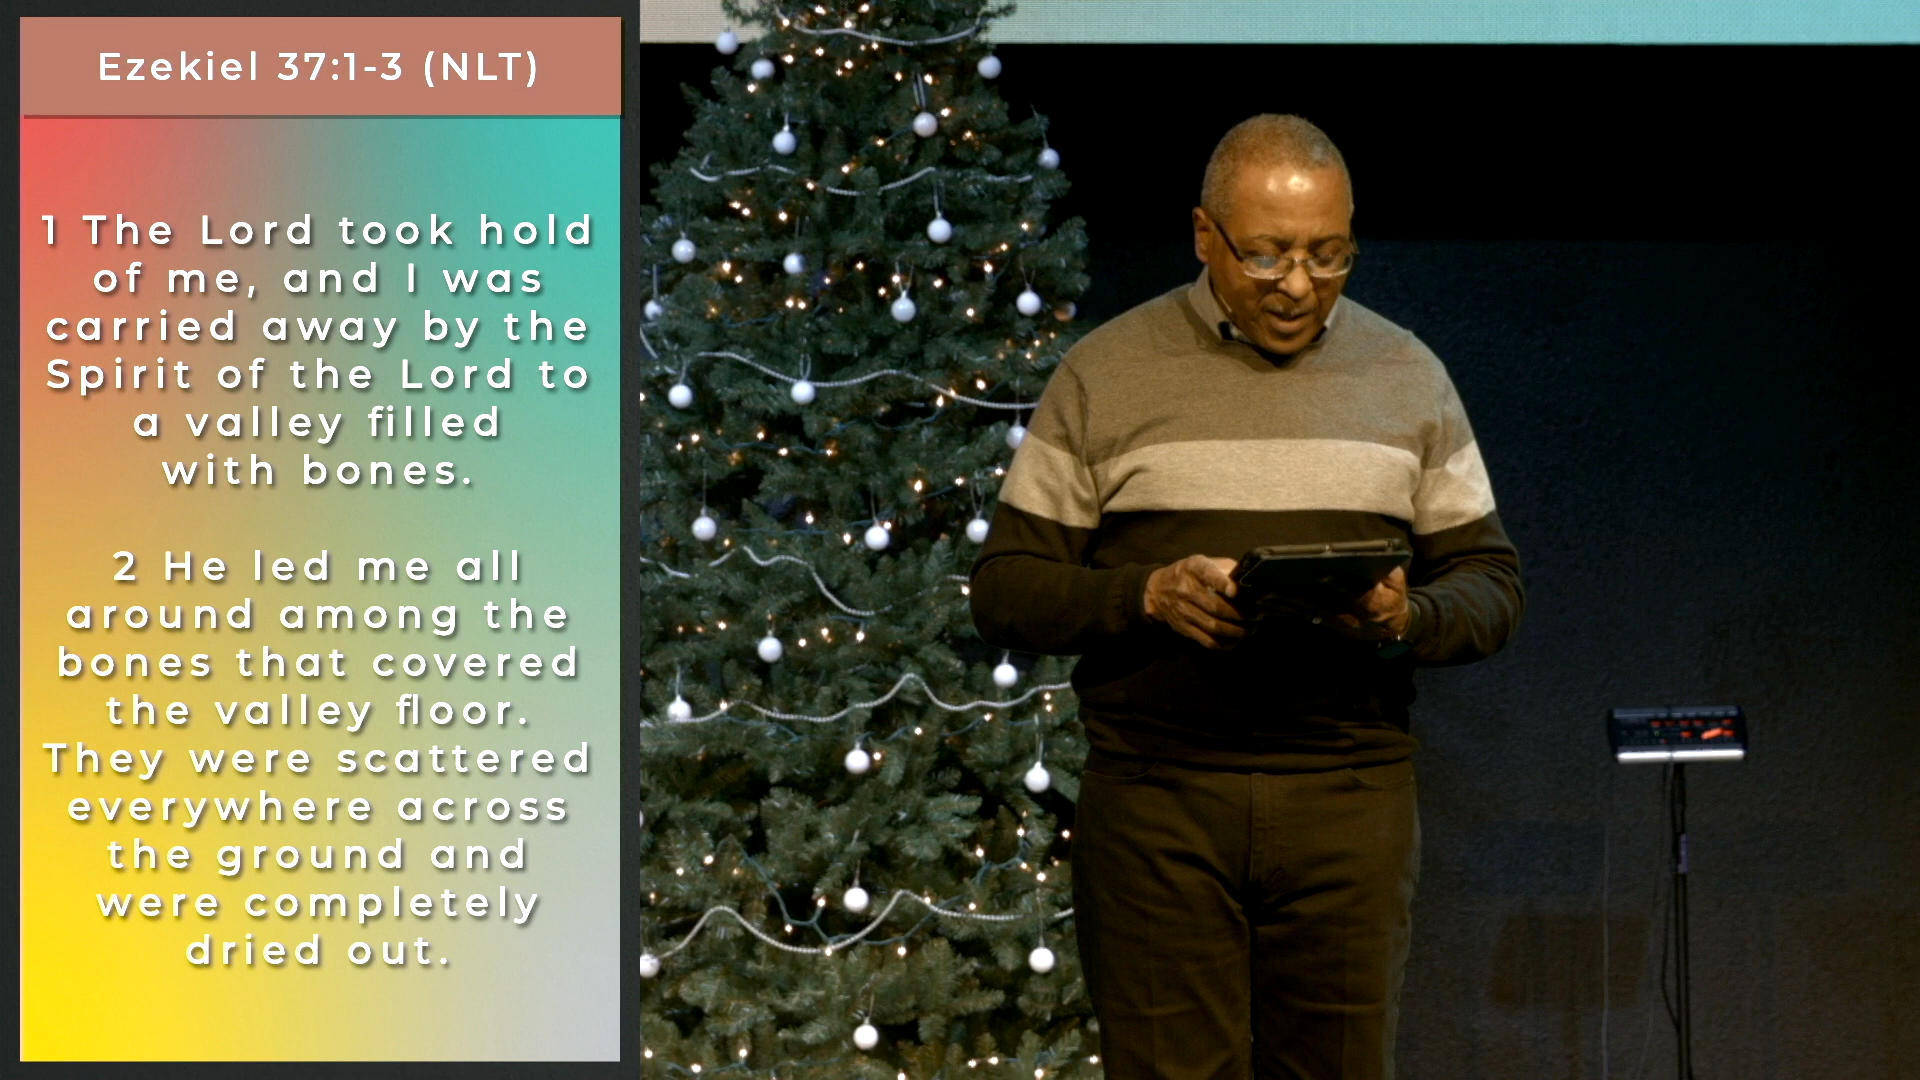 Ezekiel 37:1-3 (NLT)
1 The Lord took hold
of me, and I was
carried away by the
Spirit of the Lord to
a valley filled
with bones.
2 He led me all
around among the
bones that covered
the valley floor.
They were scattered
everywhere across
the ground and
were completely
dried out.